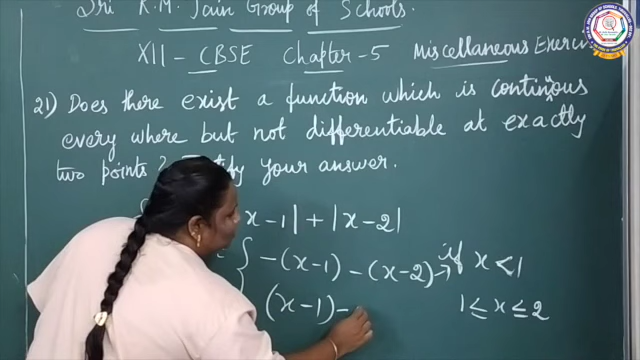 Sri K.M. Jain Group of Schools.
XII - CBSE Chapter-5 Miscellaneous Exerci
21) Does there exist a function which is continuous
every where but not differentiable at exactly
two points? your answer.
x-1| + |x-2|
= { -(x-1) -(x-2) → if x<1
(x-1) - 1≤x≤2